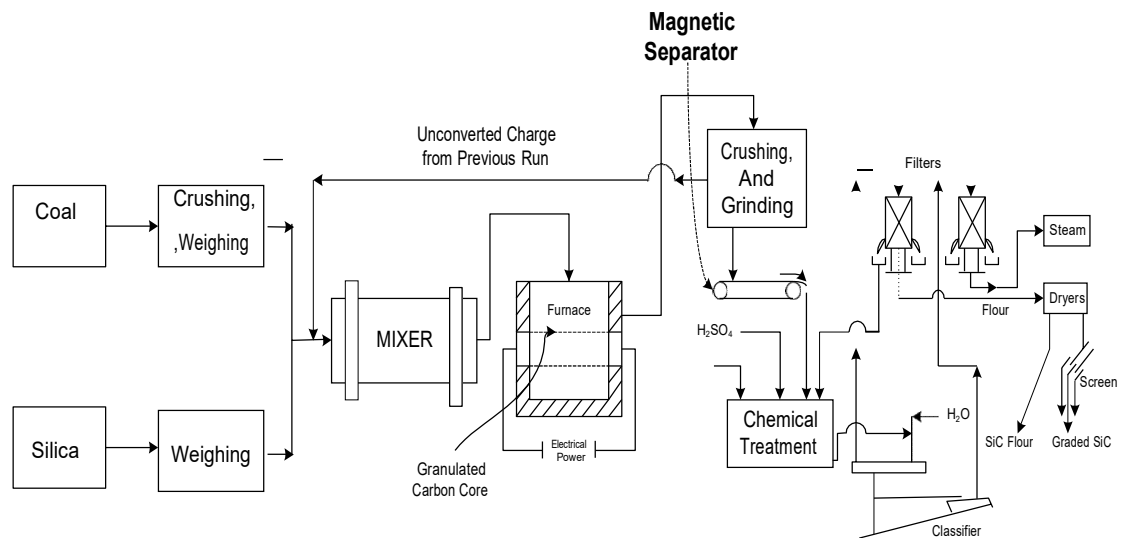 Magnetic
Separator
Unconverted Charge
from Previous Run
Crushing,
And
Grinding
Filters
Coal
Crushing,
,Weighing
Steam
Furnace
Flour
Dryers
MIXER
H₂SO₄
Screen
Chemical
Treatment
H₂O
Silica
Weighing
Electrical
Power
SiC Flour
Graded SiC
Granulated
Carbon Core
Classifier